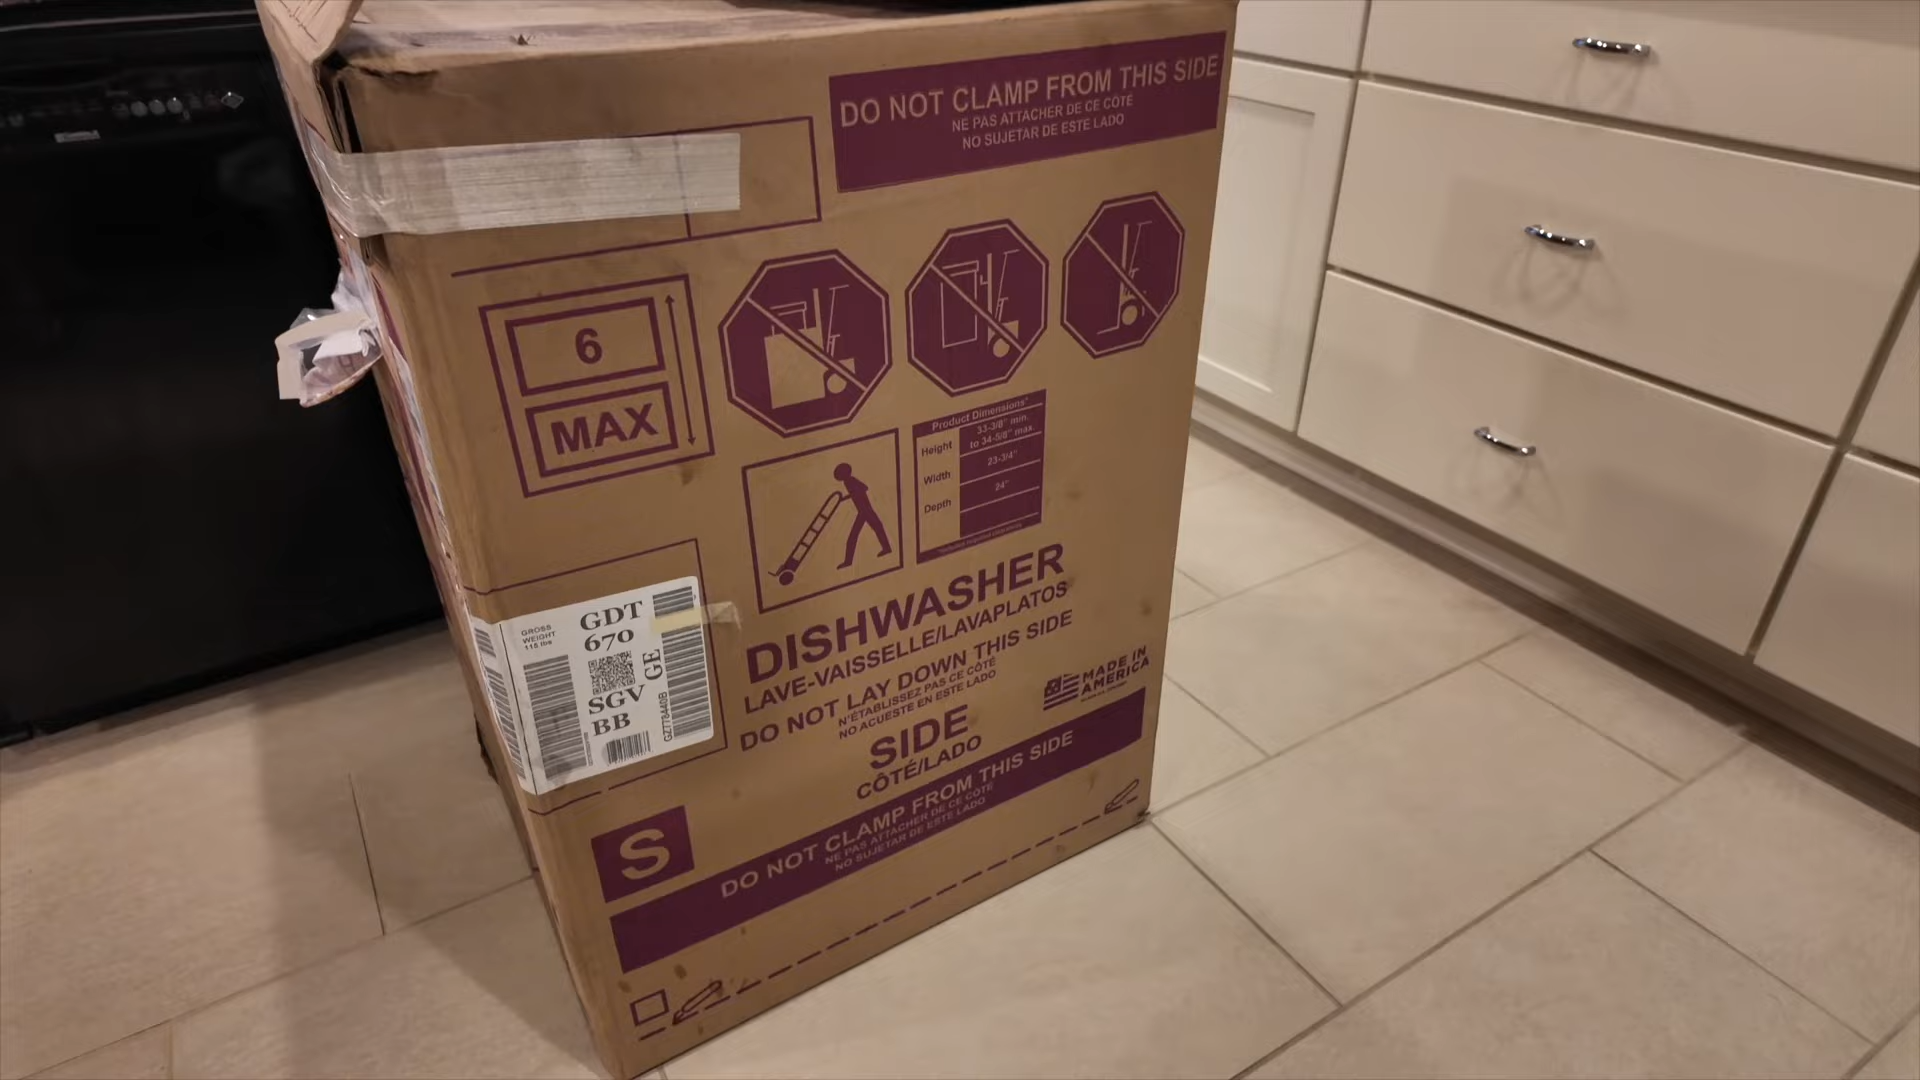 DO NOT CLAMP FROM THIS SIDE
NE PAS ATTACHER DE CE CÔTÉ
NO SUJETAR DE ESTE LADO
6
MAX
Product Dimensions*
Height 33-3/8" min.
to 34-5/8" max.
Width 23-3/4"
Depth 24"
DISHWASHER
LAVE-VAISSELLE/LAVAPLATOS
DO NOT LAY DOWN THIS SIDE
N'ÉTABLISSEZ PAS CE CÔTÉ
NO ACUESTE EN ESTE LADO
SIDE
CÔTÉ/LADO
MADE IN
AMERICA
GROSS
WEIGHT
115 lbs
GDT
670
SGV
BB
GE
GZ778440B
S
DO NOT CLAMP FROM THIS SIDE
NE PAS ATTACHER DE CE CÔTÉ
NO SUJETAR DE ESTE LADO